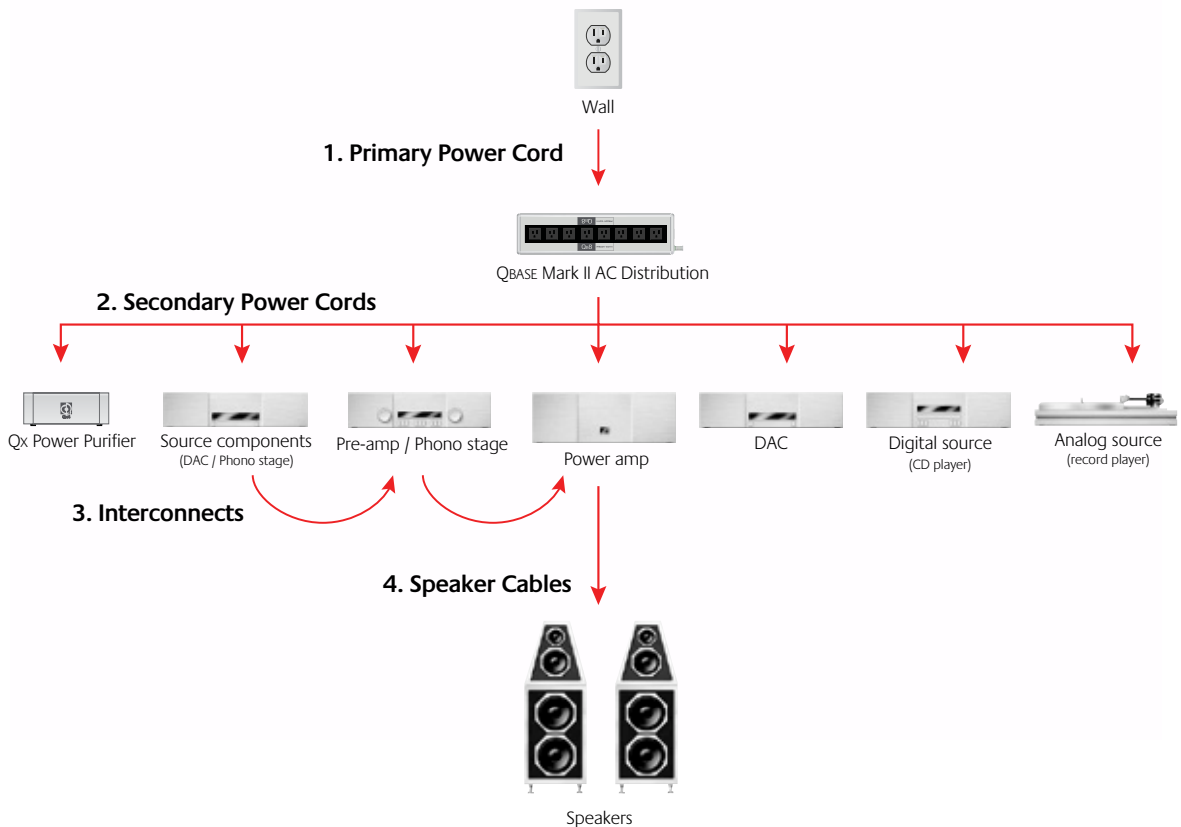 Wall
1. Primary Power Cord
QBASE Mark II AC Distribution
2. Secondary Power Cords
Qx Power Purifier
Source components
(DAC / Phono stage)
Pre-amp / Phono stage
Power amp
DAC
Digital source
(CD player)
Analog source
(record player)
3. Interconnects
4. Speaker Cables
Speakers